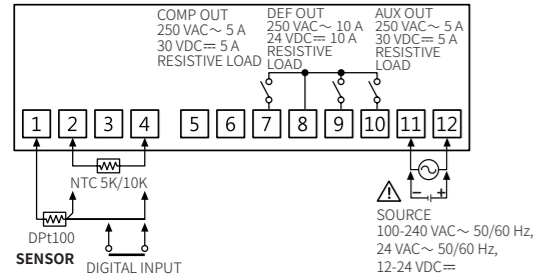 COMP OUT
250 VAC∼ 5 A
30 VDC⎓ 5 A
RESISTIVE LOAD
DEF OUT
250 VAC∼ 10 A
24 VDC⎓ 10 A
RESISTIVE
LOAD
AUX OUT
250 VAC∼ 5 A
30 VDC⎓ 5 A
RESISTIVE
LOAD
1 2 3 4 5 6 7 8 9 10 11 12
NTC 5K/10K
DPt100
SENSOR
DIGITAL INPUT
− +
SOURCE
100-240 VAC∼ 50/60 Hz,
24 VAC∼ 50/60 Hz,
12-24 VDC⎓